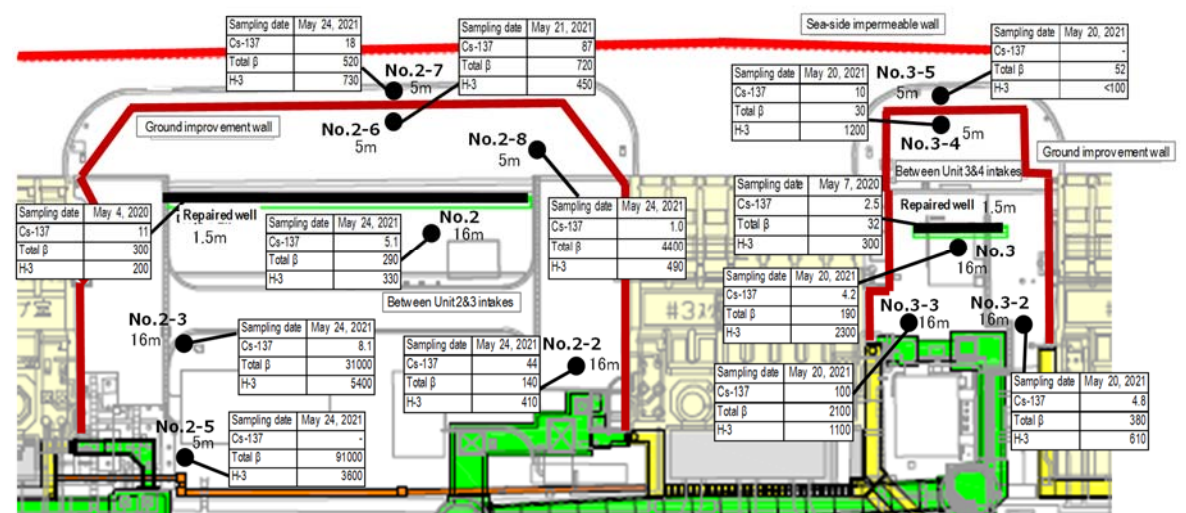 Sea-side impermeable wall
Sampling date May 24, 2021
Cs-137 18
Total β 520
H-3 730
No.2-7
5m
Sampling date May 21, 2021
Cs-137 87
Total β 720
H-3 450
No.2-6
5m
Sampling date May 20, 2021
Cs-137 -
Total β 52
H-3 <100
No.3-5
5m
Sampling date May 20, 2021
Cs-137 10
Total β 30
H-3 1200
5m
No.3-4
Ground improvement wall
No.2-8
5m
Ground improvement wall
Between Unit 3&4 intakes
Sampling date May 4, 2020
Cs-137 11
Total β 300
H-3 200
Repaired well
1.5m
Sampling date May 24, 2021
Cs-137 5.1
Total β 290
H-3 330
No.2
16m
Sampling date May 24, 2021
Cs-137 1.0
Total β 4400
H-3 490
Sampling date May 7, 2020
Cs-137 2.5
Total β 32
H-3 300
Repaired well 1.5m
No.3
16m
Sampling date May 20, 2021
Cs-137 4.2
Total β 190
H-3 2300
Between Unit2&3 intakes
No.2-3
16m
Sampling date May 24, 2021
Cs-137 8.1
Total β 31000
H-3 5400
Sampling date May 24, 2021
Cs-137 44
Total β 140
H-3 410
No.2-2
16m
#3ス
No.3-3
16m
No.3-2
16m
Sampling date May 20, 2021
Cs-137 100
Total β 2100
H-3 1100
Sampling date May 20, 2021
Cs-137 4.8
Total β 380
H-3 610
No.2-5
5m
Sampling date May 24, 2021
Cs-137 -
Total β 91000
H-3 3600